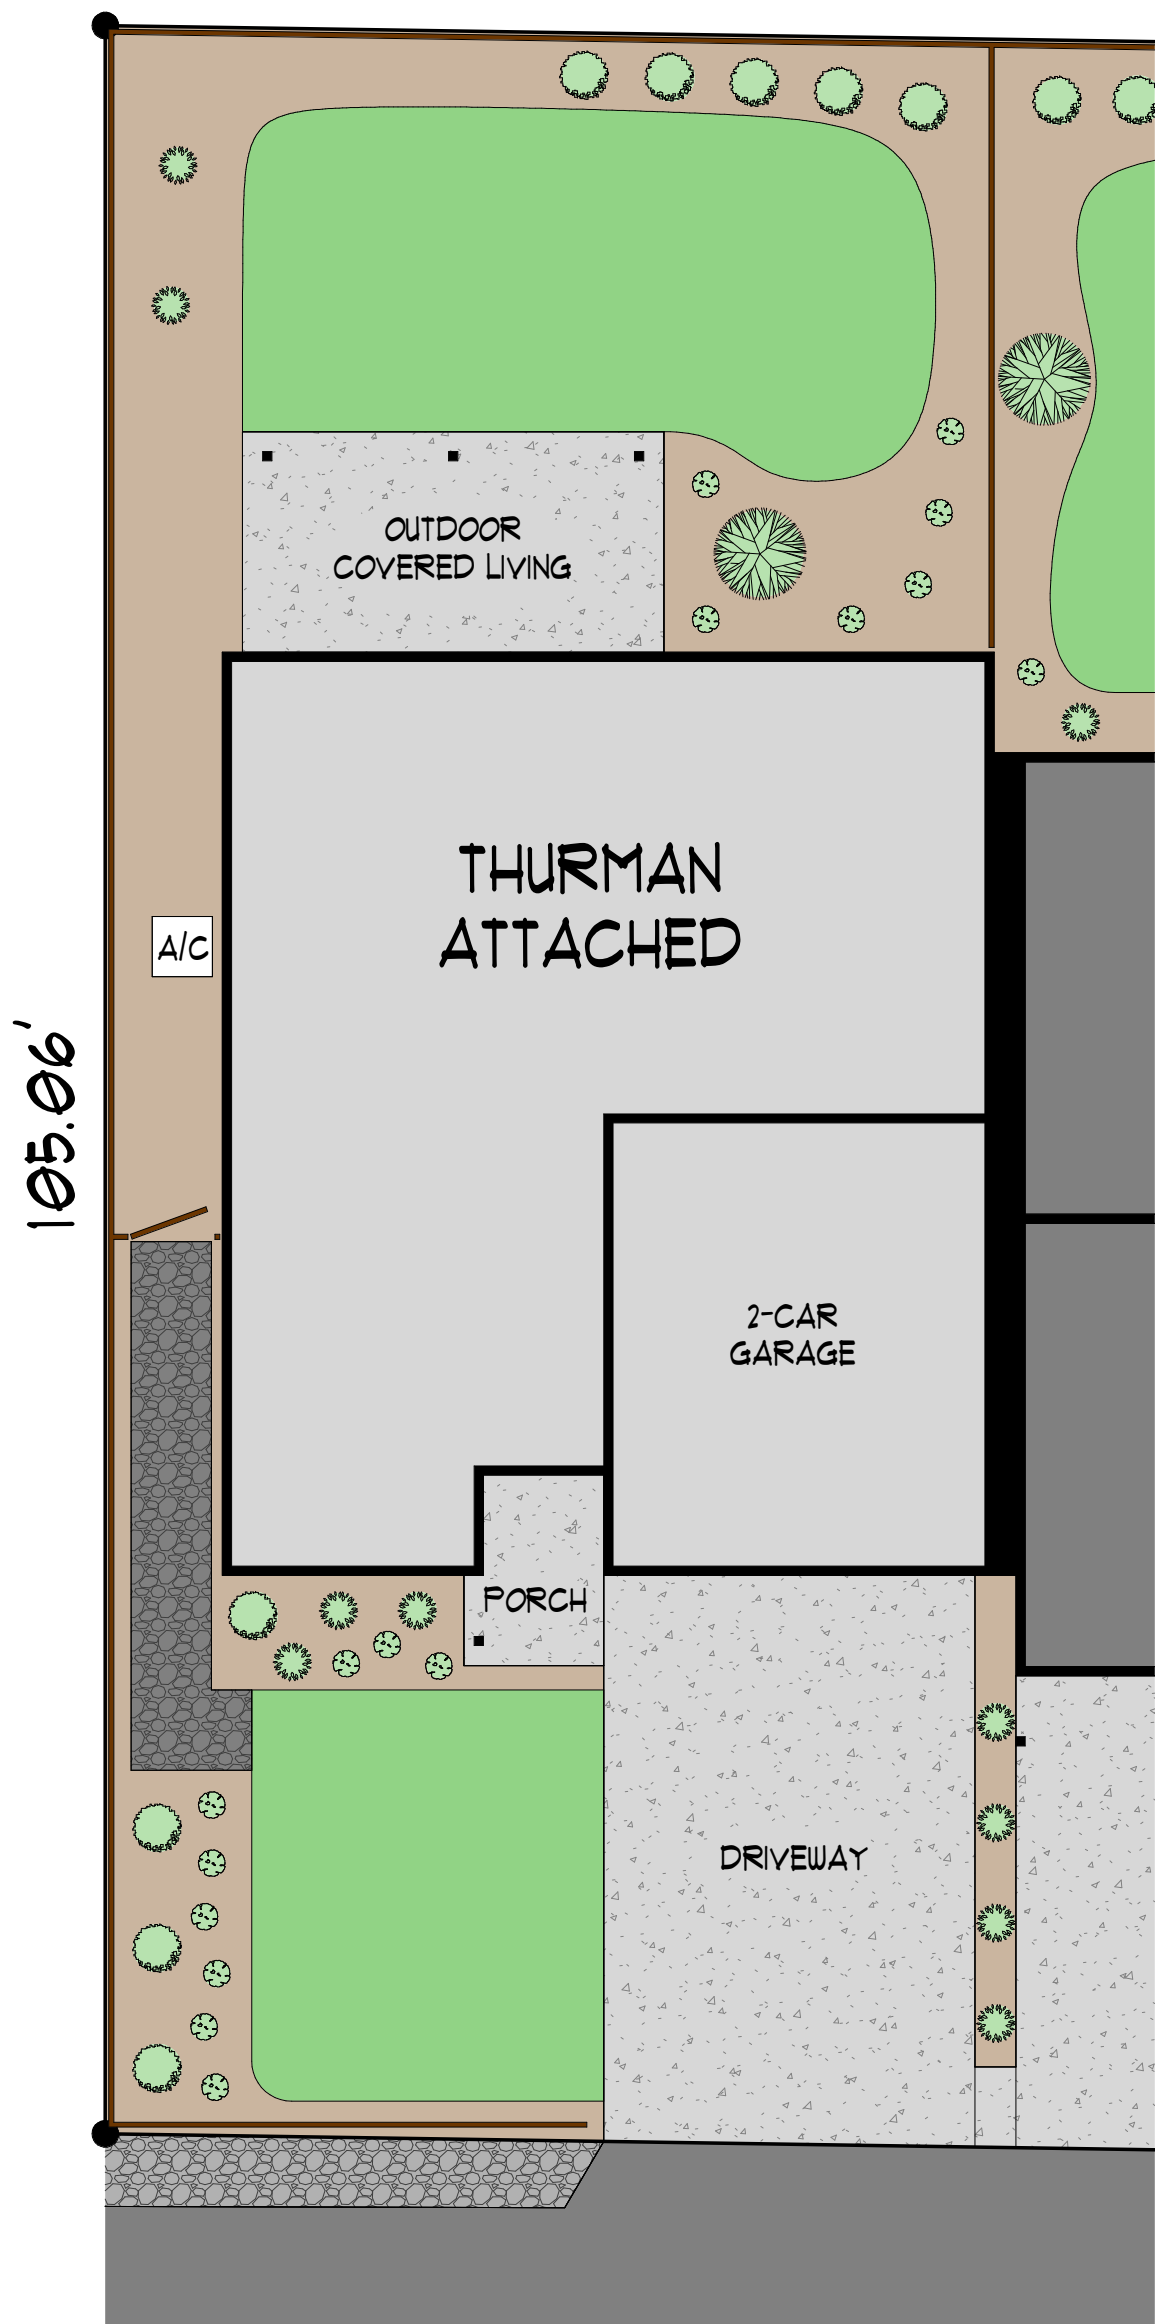 OUTDOOR
COVERED LIVING
THURMAN
ATTACHED
A/C
105.06'
2-CAR
GARAGE
PORCH
DRIVEWAY